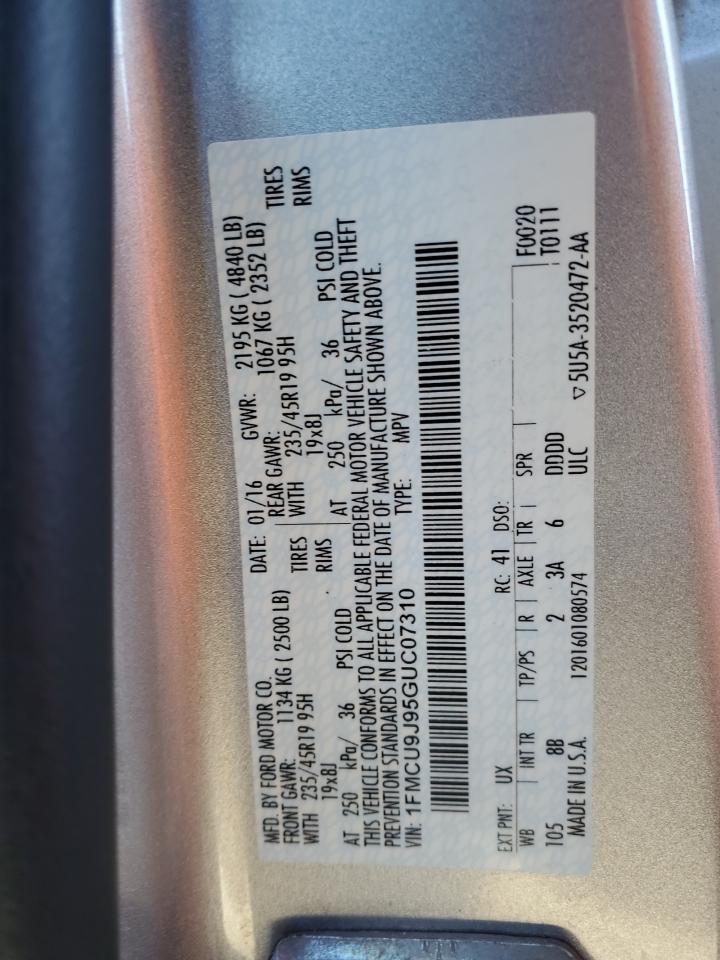 MFD. BY FORD MOTOR CO. DATE: 01/16 GVWR: 2195 KG ( 4840 LB)
FRONT GAWR: 1134 KG ( 2500 LB) REAR GAWR: 1067 KG ( 2352 LB)
WITH 235/45R19 95H TIRES WITH 235/45R19 95H TIRES
19x8J RIMS 19x8J RIMS
AT 250 kPa/ 36 PSI COLD AT 250 kPa/ 36 PSI COLD
THIS VEHICLE CONFORMS TO ALL APPLICABLE FEDERAL MOTOR VEHICLE SAFETY AND THEFT
PREVENTION STANDARDS IN EFFECT ON THE DATE OF MANUFACTURE SHOWN ABOVE.
VIN: 1FMCU9J95GUC07310 TYPE: MPV
EXT PNT: UX RC: 41 DSO:
WB INT TR TP/PS R AXLE TR SPR F0020
105 8B 2 3A 6 DDDD T0111
MADE IN U.S.A. 1201601080574 ULC ▽ 5U5A-3520472-AA